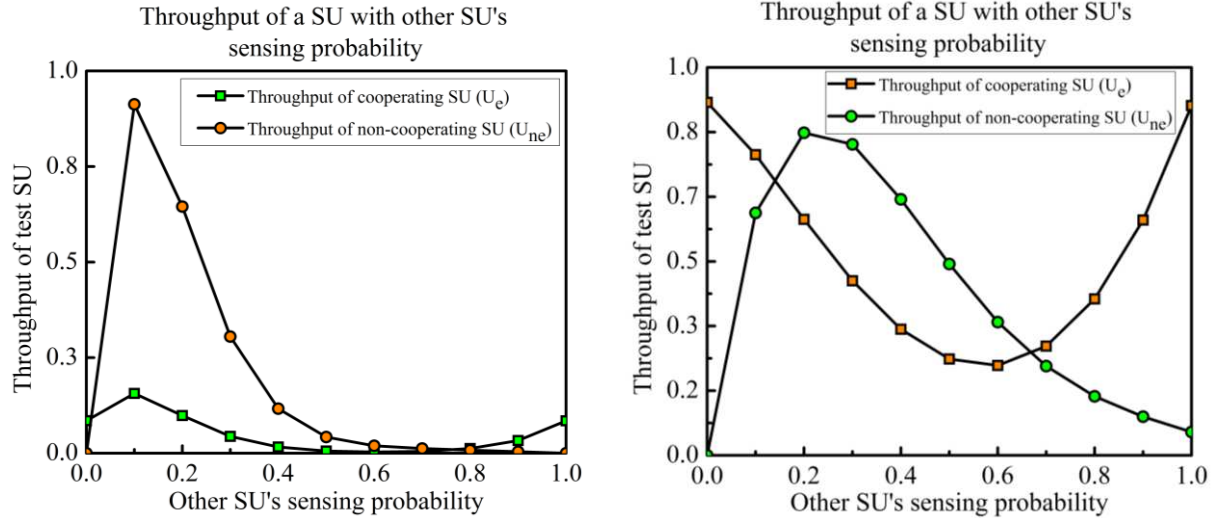 Throughput of a SU with other SU's
sensing probability
1.0
0.8
0.5
0.3
0.0
Throughput of test SU
Throughput of cooperating SU (U_e)
Throughput of non-cooperating SU (U_ne)
0.0 0.2 0.4 0.6 0.8 1.0
Other SU's sensing probability
Throughput of a SU with other SU's
sensing probability
1.0
0.8
0.7
0.5
0.3
0.2
0.0
Throughput of test SU
Throughput of cooperating SU (U_e)
Throughput of non-cooperating SU (U_ne)
0.0 0.2 0.4 0.6 0.8 1.0
Other SU's sensing probability